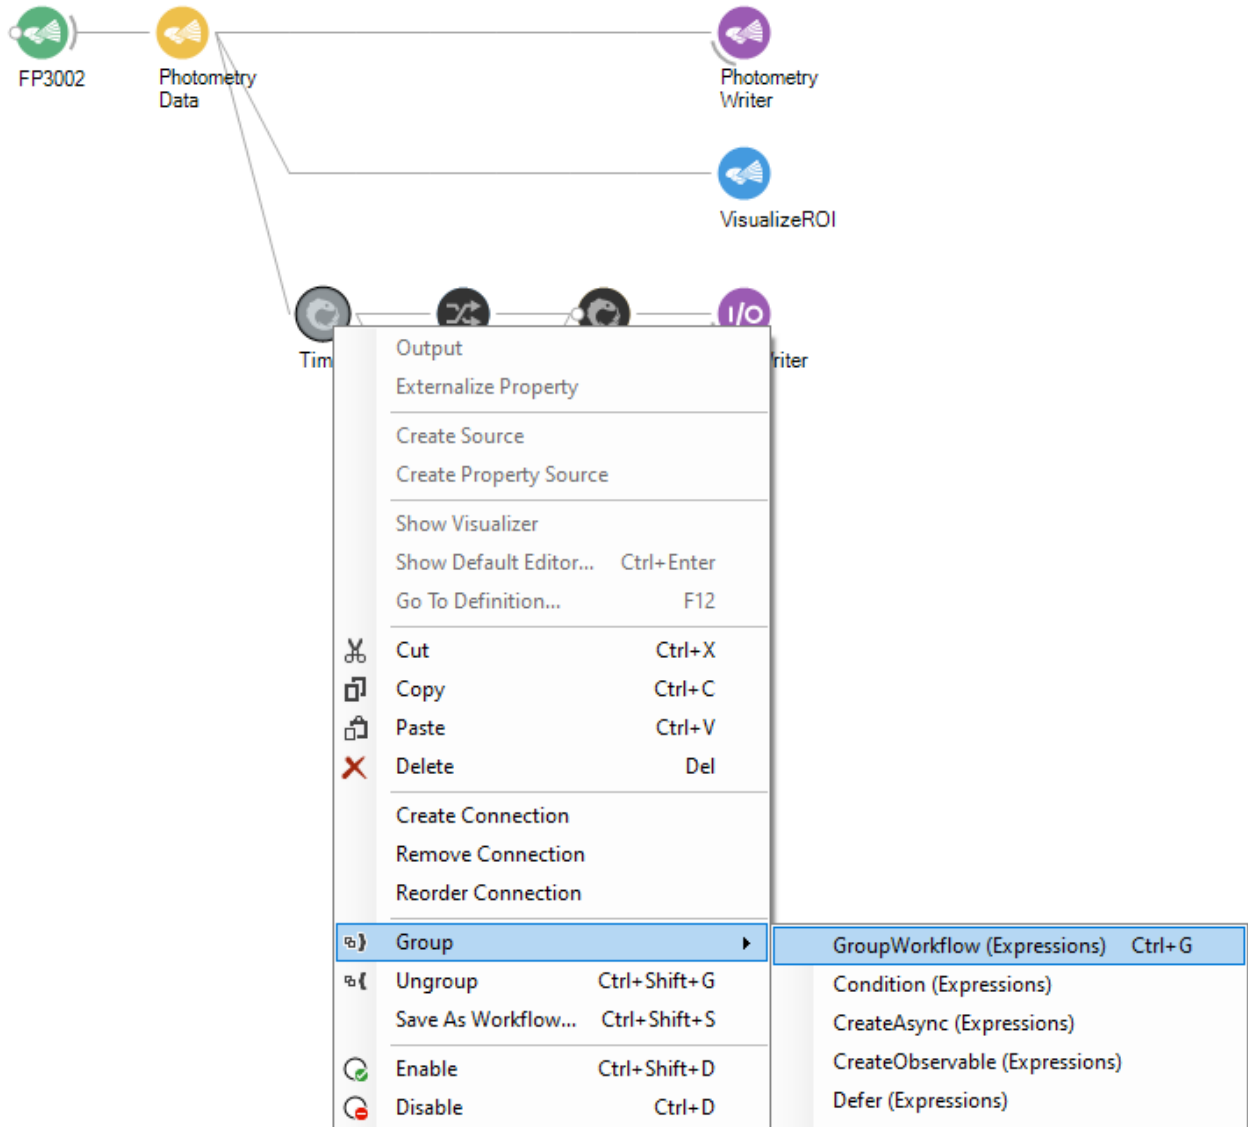 FP3002
Photometry
Data
Photometry
Writer
VisualizeROI
I/O
Tim
riter
Output
Externalize Property
Create Source
Create Property Source
Show Visualizer
Show Default Editor... Ctrl+Enter
Go To Definition... F12
Cut Ctrl+X
Copy Ctrl+C
Paste Ctrl+V
Delete Del
Create Connection
Remove Connection
Reorder Connection
Group
GroupWorkflow (Expressions) Ctrl+G
Ungroup Ctrl+Shift+G
Condition (Expressions)
Save As Workflow... Ctrl+Shift+S
CreateAsync (Expressions)
Enable Ctrl+Shift+D
CreateObservable (Expressions)
Disable Ctrl+D
Defer (Expressions)